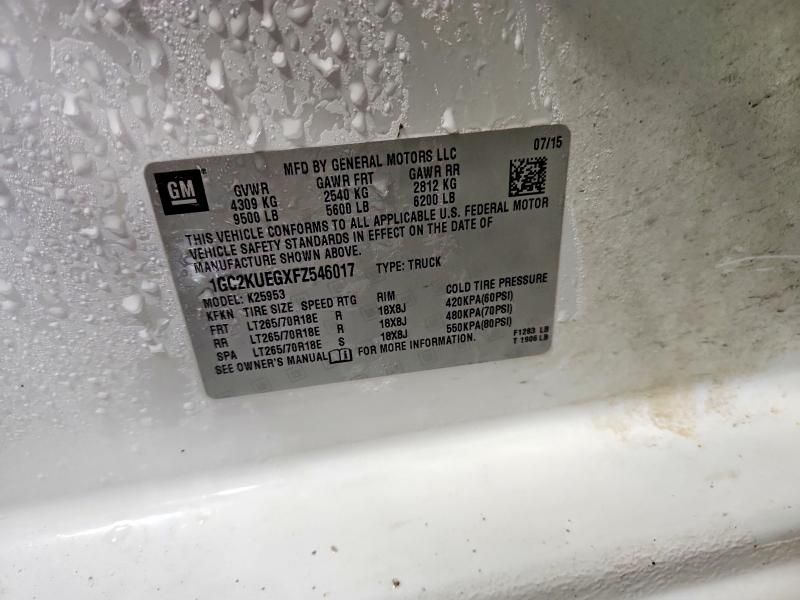 07/15
MFD BY GENERAL MOTORS LLC
GM
GVWR GAWR FRT GAWR RR
4309 KG 2540 KG 2812 KG
9500 LB 5600 LB 6200 LB
THIS VEHICLE CONFORMS TO ALL APPLICABLE U.S. FEDERAL MOTOR
VEHICLE SAFETY STANDARDS IN EFFECT ON THE DATE OF
MANUFACTURE SHOWN ABOVE.
1GC2KUEGXFZ546017 TYPE: TRUCK
MODEL: K25953
KFKN TIRE SIZE SPEED RTG RIM COLD TIRE PRESSURE
FRT LT265/70R18E R 18X8J 420KPA(60PSI)
RR LT265/70R18E R 18X8J 480KPA(70PSI)
SPA LT265/70R18E S 18X8J 550KPA(80PSI)
SEE OWNER'S MANUAL FOR MORE INFORMATION.
F1283 LB
T 1906 LB